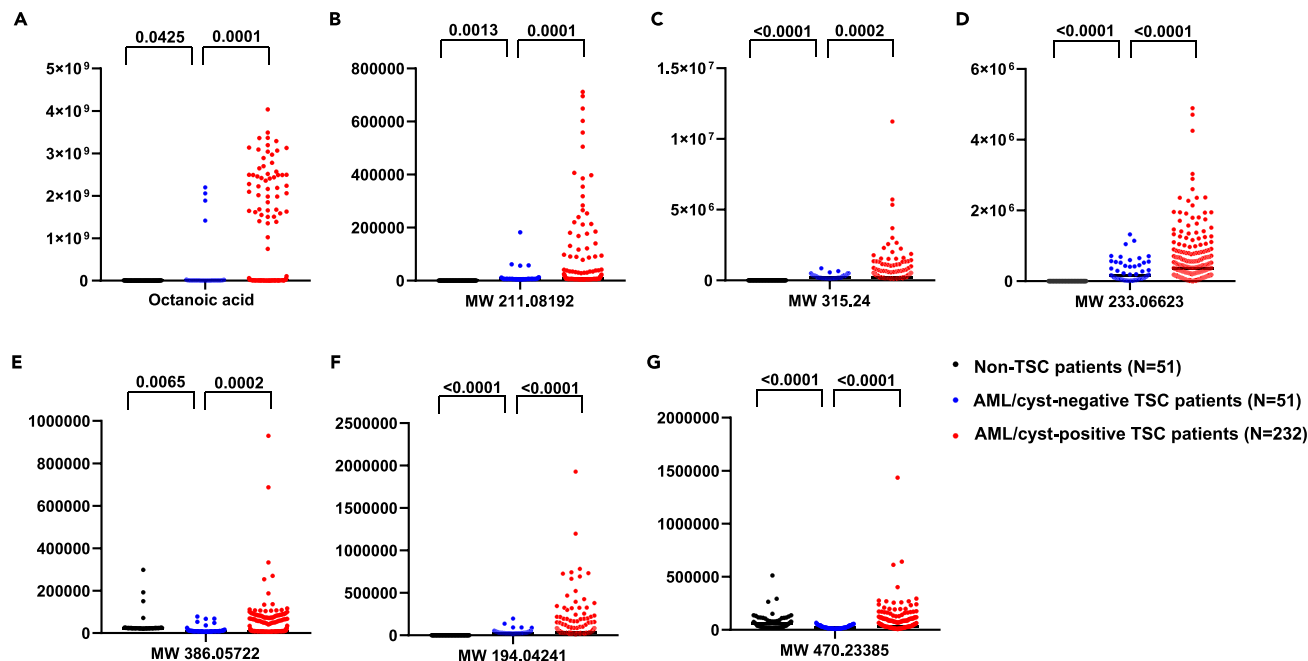 A
0.0425 0.0001
5×10⁹
4×10⁹
3×10⁹
2×10⁹
1×10⁹
0
Octanoic acid
B
0.0013 0.0001
800000
600000
400000
200000
0
MW 211.08192
C
<0.0001 0.0002
1.5×10⁷
1×10⁷
5×10⁶
0
MW 315.24
D
<0.0001 <0.0001
6×10⁶
4×10⁶
2×10⁶
0
MW 233.06623
E
0.0065 0.0002
1000000
800000
600000
400000
200000
0
MW 386.05722
F
<0.0001 <0.0001
2500000
2000000
1500000
1000000
500000
0
MW 194.04241
G
<0.0001 <0.0001
2000000
1500000
1000000
500000
0
MW 470.23385
Non-TSC patients (N=51)
AML/cyst-negative TSC patients (N=51)
AML/cyst-positive TSC patients (N=232)